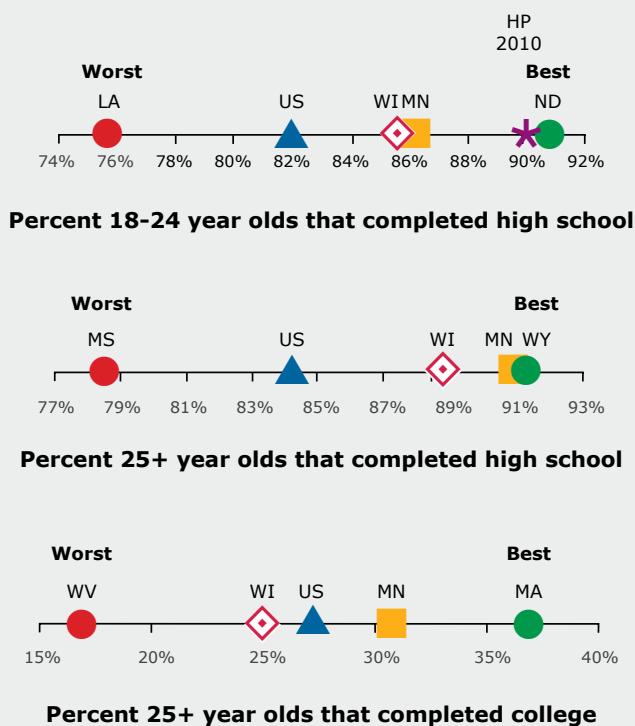 HP
2010
Worst Best
LA US WI MN ND
74% 76% 78% 80% 82% 84% 86% 88% 90% 92%
Percent 18-24 year olds that completed high school
Worst Best
MS US WI MN WY
77% 79% 81% 83% 85% 87% 89% 91% 93%
Percent 25+ year olds that completed high school
Worst Best
WV WI US MN MA
15% 20% 25% 30% 35% 40%
Percent 25+ year olds that completed college